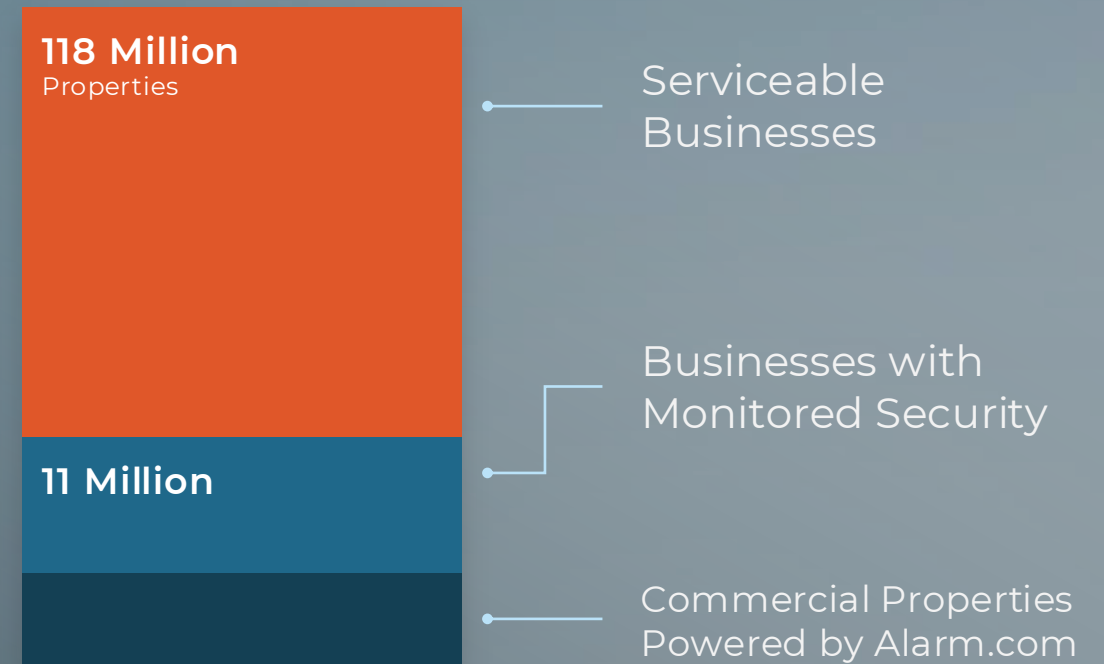 118 Million
Properties
Serviceable
Businesses
Businesses with
Monitored Security
11 Million
Commercial Properties
Powered by Alarm.com